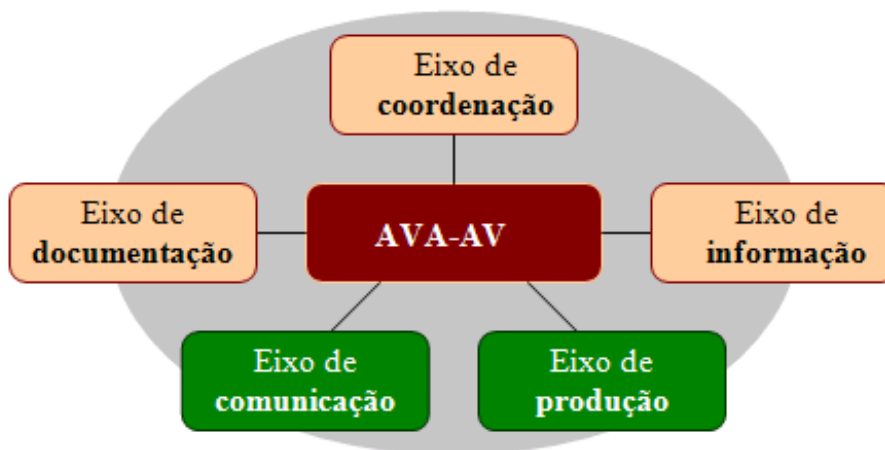 Eixo de
coordenação
Eixo de
documentação
AVA-AV
Eixo de
informação
Eixo de
comunicação
Eixo de
produção